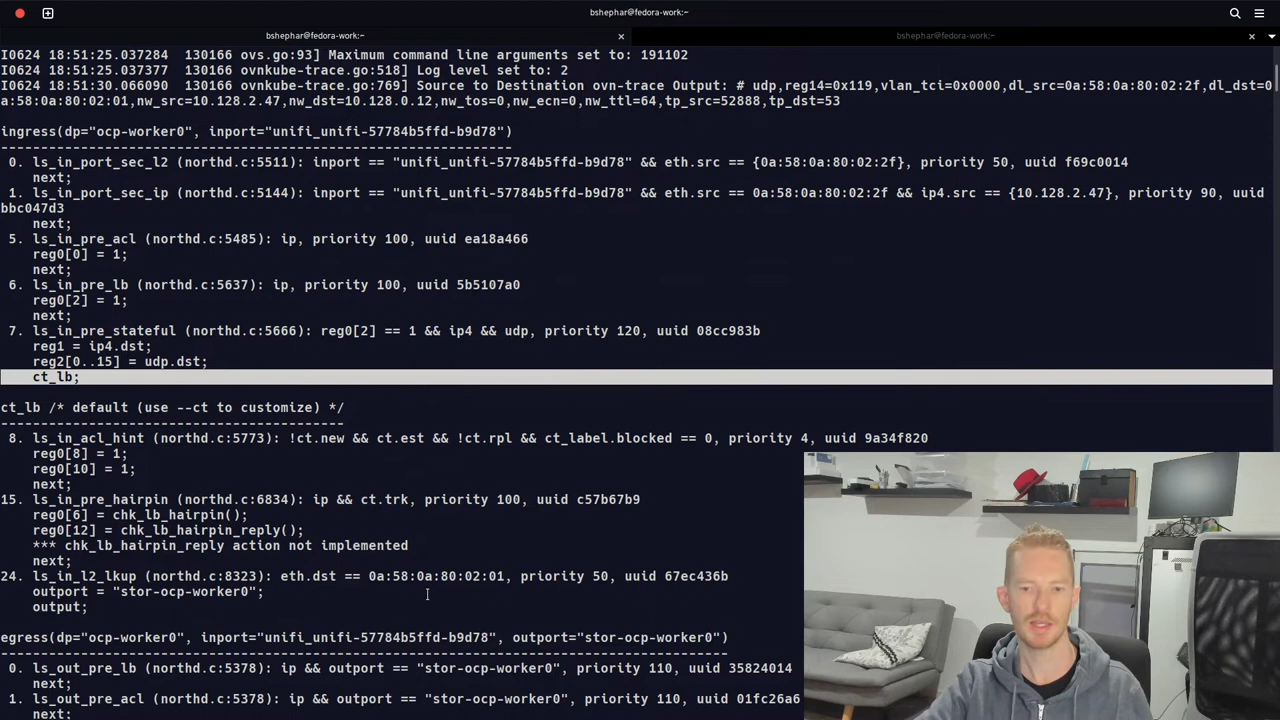 bshephar@fedora-work:~
bshephar@fedora-work:~
bshephar@fedora-work:~
I0624 18:51:25.037284  130166 ovs.go:93] Maximum command line arguments set to: 191102
I0624 18:51:25.037377  130166 ovnkube-trace.go:518] Log level set to: 2
I0624 18:51:30.066090  130166 ovnkube-trace.go:769] Source to Destination ovn-trace Output: # udp,reg14=0x119,vlan_tci=0x0000,dl_src=0a:58:0a:80:02:2f,dl_dst=0
a:58:0a:80:02:01,nw_src=10.128.2.47,nw_dst=10.128.0.12,nw_tos=0,nw_ecn=0,nw_ttl=64,tp_src=52888,tp_dst=53
ingress(dp="ocp-worker0", inport="unifi_unifi-57784b5ffd-b9d78")
----------------------------------------------------------------
0. ls_in_port_sec_l2 (northd.c:5511): inport == "unifi_unifi-57784b5ffd-b9d78" && eth.src == {0a:58:0a:80:02:2f}, priority 50, uuid f69c0014
next;
1. ls_in_port_sec_ip (northd.c:5144): inport == "unifi_unifi-57784b5ffd-b9d78" && eth.src == 0a:58:0a:80:02:2f && ip4.src == {10.128.2.47}, priority 90, uuid
bbc047d3
next;
5. ls_in_pre_acl (northd.c:5485): ip, priority 100, uuid ea18a466
reg0[0] = 1;
next;
6. ls_in_pre_lb (northd.c:5637): ip, priority 100, uuid 5b5107a0
reg0[2] = 1;
next;
7. ls_in_pre_stateful (northd.c:5666): reg0[2] == 1 && ip4 && udp, priority 120, uuid 08cc983b
reg1 = ip4.dst;
reg2[0..15] = udp.dst;
ct_lb;
ct_lb /* default (use --ct to customize) */
-------------------------------------------
8. ls_in_acl_hint (northd.c:5773): !ct.new && ct.est && !ct.rpl && ct_label.blocked == 0, priority 4, uuid 9a34f820
reg0[8] = 1;
reg0[10] = 1;
next;
15. ls_in_pre_hairpin (northd.c:6834): ip && ct.trk, priority 100, uuid c57b67b9
reg0[6] = chk_lb_hairpin();
reg0[12] = chk_lb_hairpin_reply();
*** chk_lb_hairpin_reply action not implemented
next;
24. ls_in_l2_lkup (northd.c:8323): eth.dst == 0a:58:0a:80:02:01, priority 50, uuid 67ec436b
outport = "stor-ocp-worker0";
output;
egress(dp="ocp-worker0", inport="unifi_unifi-57784b5ffd-b9d78", outport="stor-ocp-worker0")
-------------------------------------------------------------------------------------------
0. ls_out_pre_lb (northd.c:5378): ip && outport == "stor-ocp-worker0", priority 110, uuid 35824014
next;
1. ls_out_pre_acl (northd.c:5378): ip && outport == "stor-ocp-worker0", priority 110, uuid 01fc26a6
next;